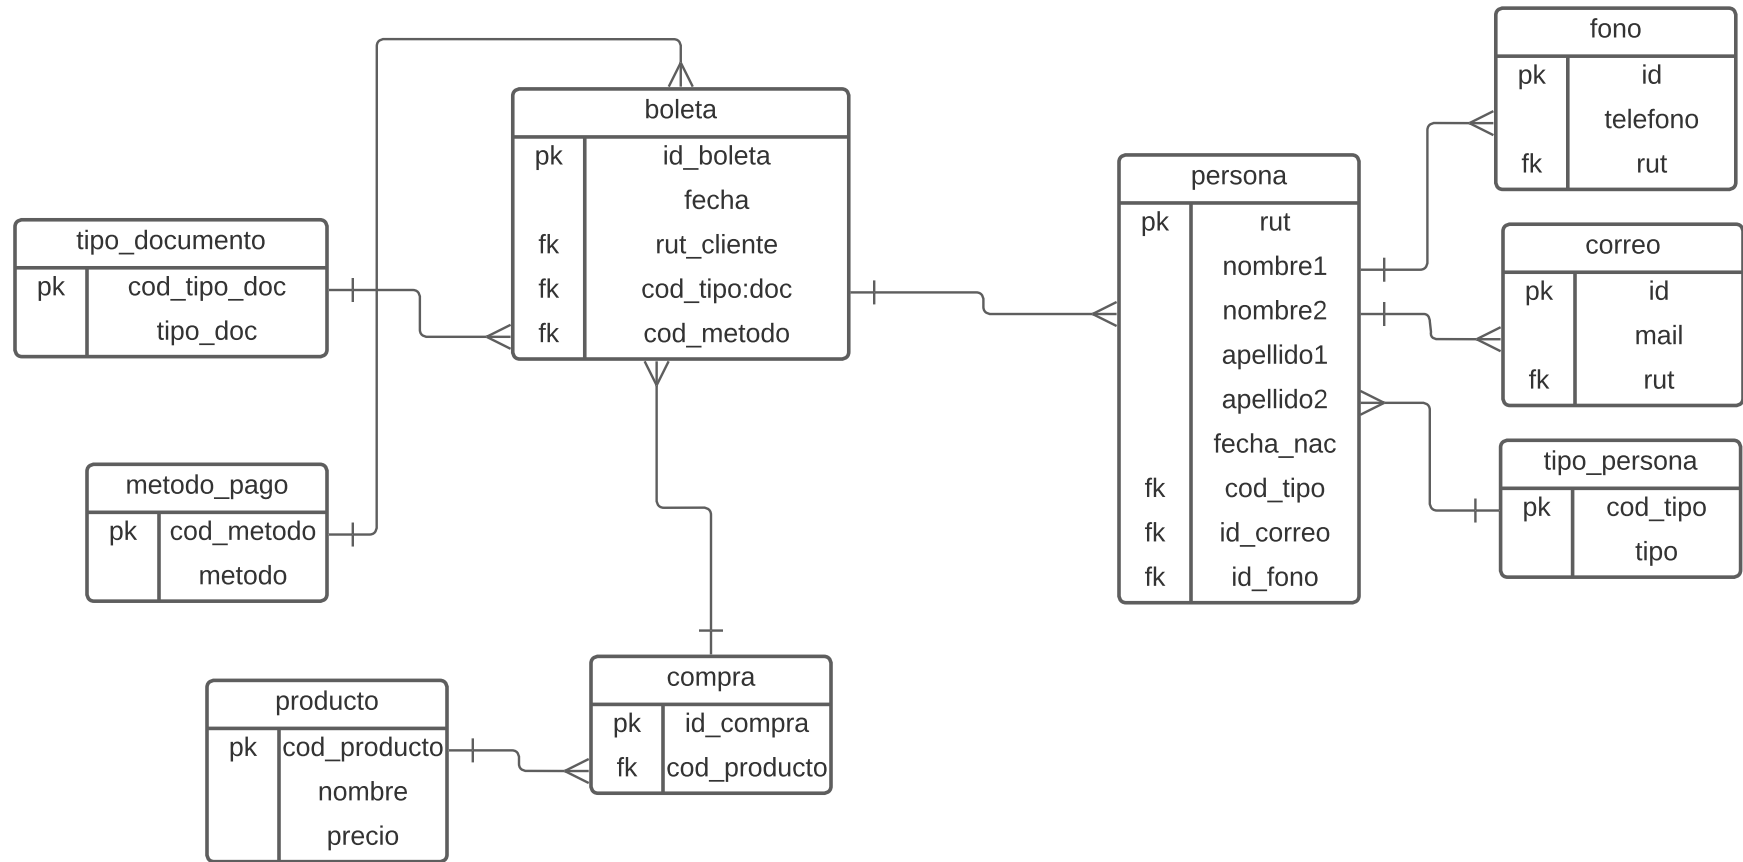 fono
pk id
telefono
fk rut
boleta
pk id_boleta
fecha
fk rut_cliente
fk cod_tipo:doc
fk cod_metodo
persona
pk rut
nombre1
nombre2
apellido1
apellido2
fecha_nac
fk cod_tipo
fk id_correo
fk id_fono
tipo_documento
pk cod_tipo_doc
tipo_doc
correo
pk id
mail
fk rut
tipo_persona
pk cod_tipo
tipo
metodo_pago
pk cod_metodo
metodo
compra
pk id_compra
fk cod_producto
producto
pk cod_producto
nombre
precio